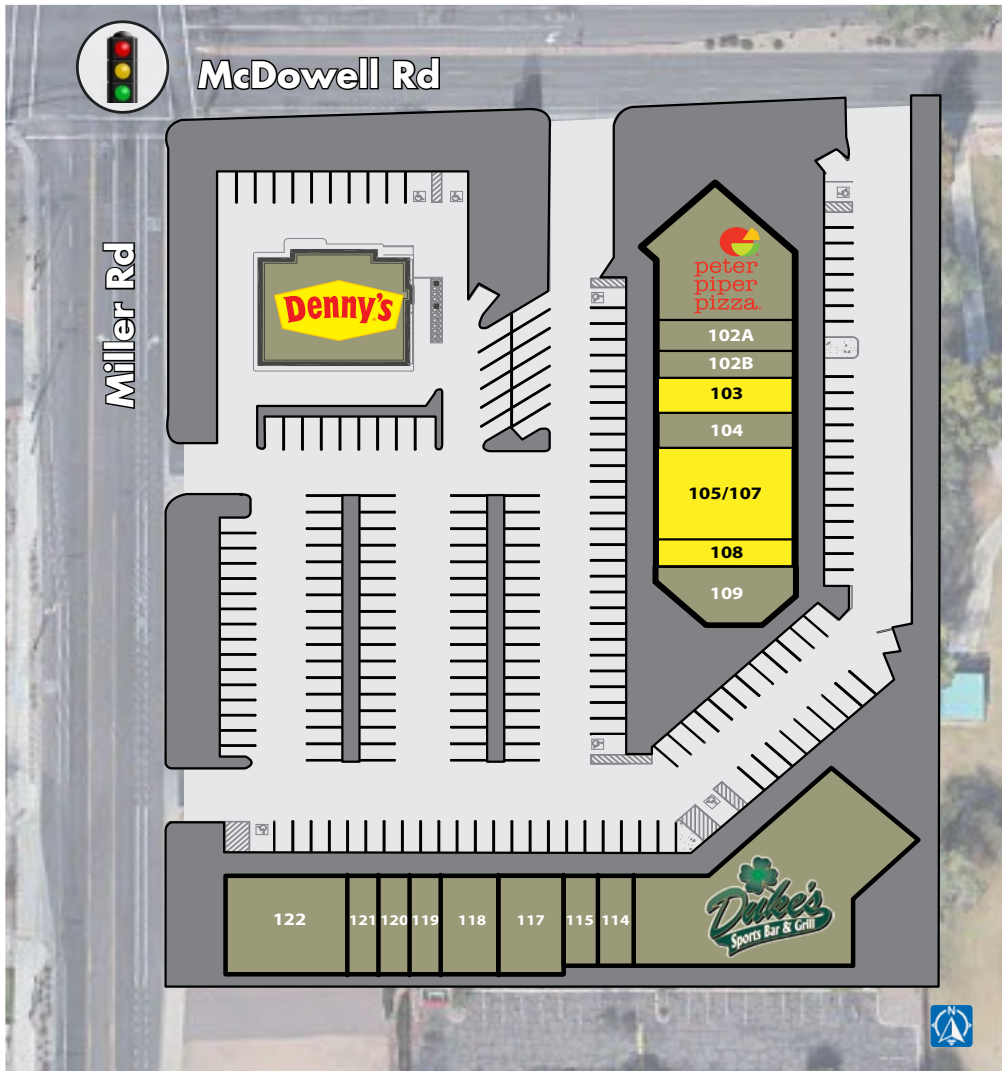 McDowell Rd
Miller Rd
Denny's
peter
piper
pizza
102A
102B
103
104
105/107
108
109
122
121
120
119
118
117
115
114
Duke's
Sports Bar & Grill
N